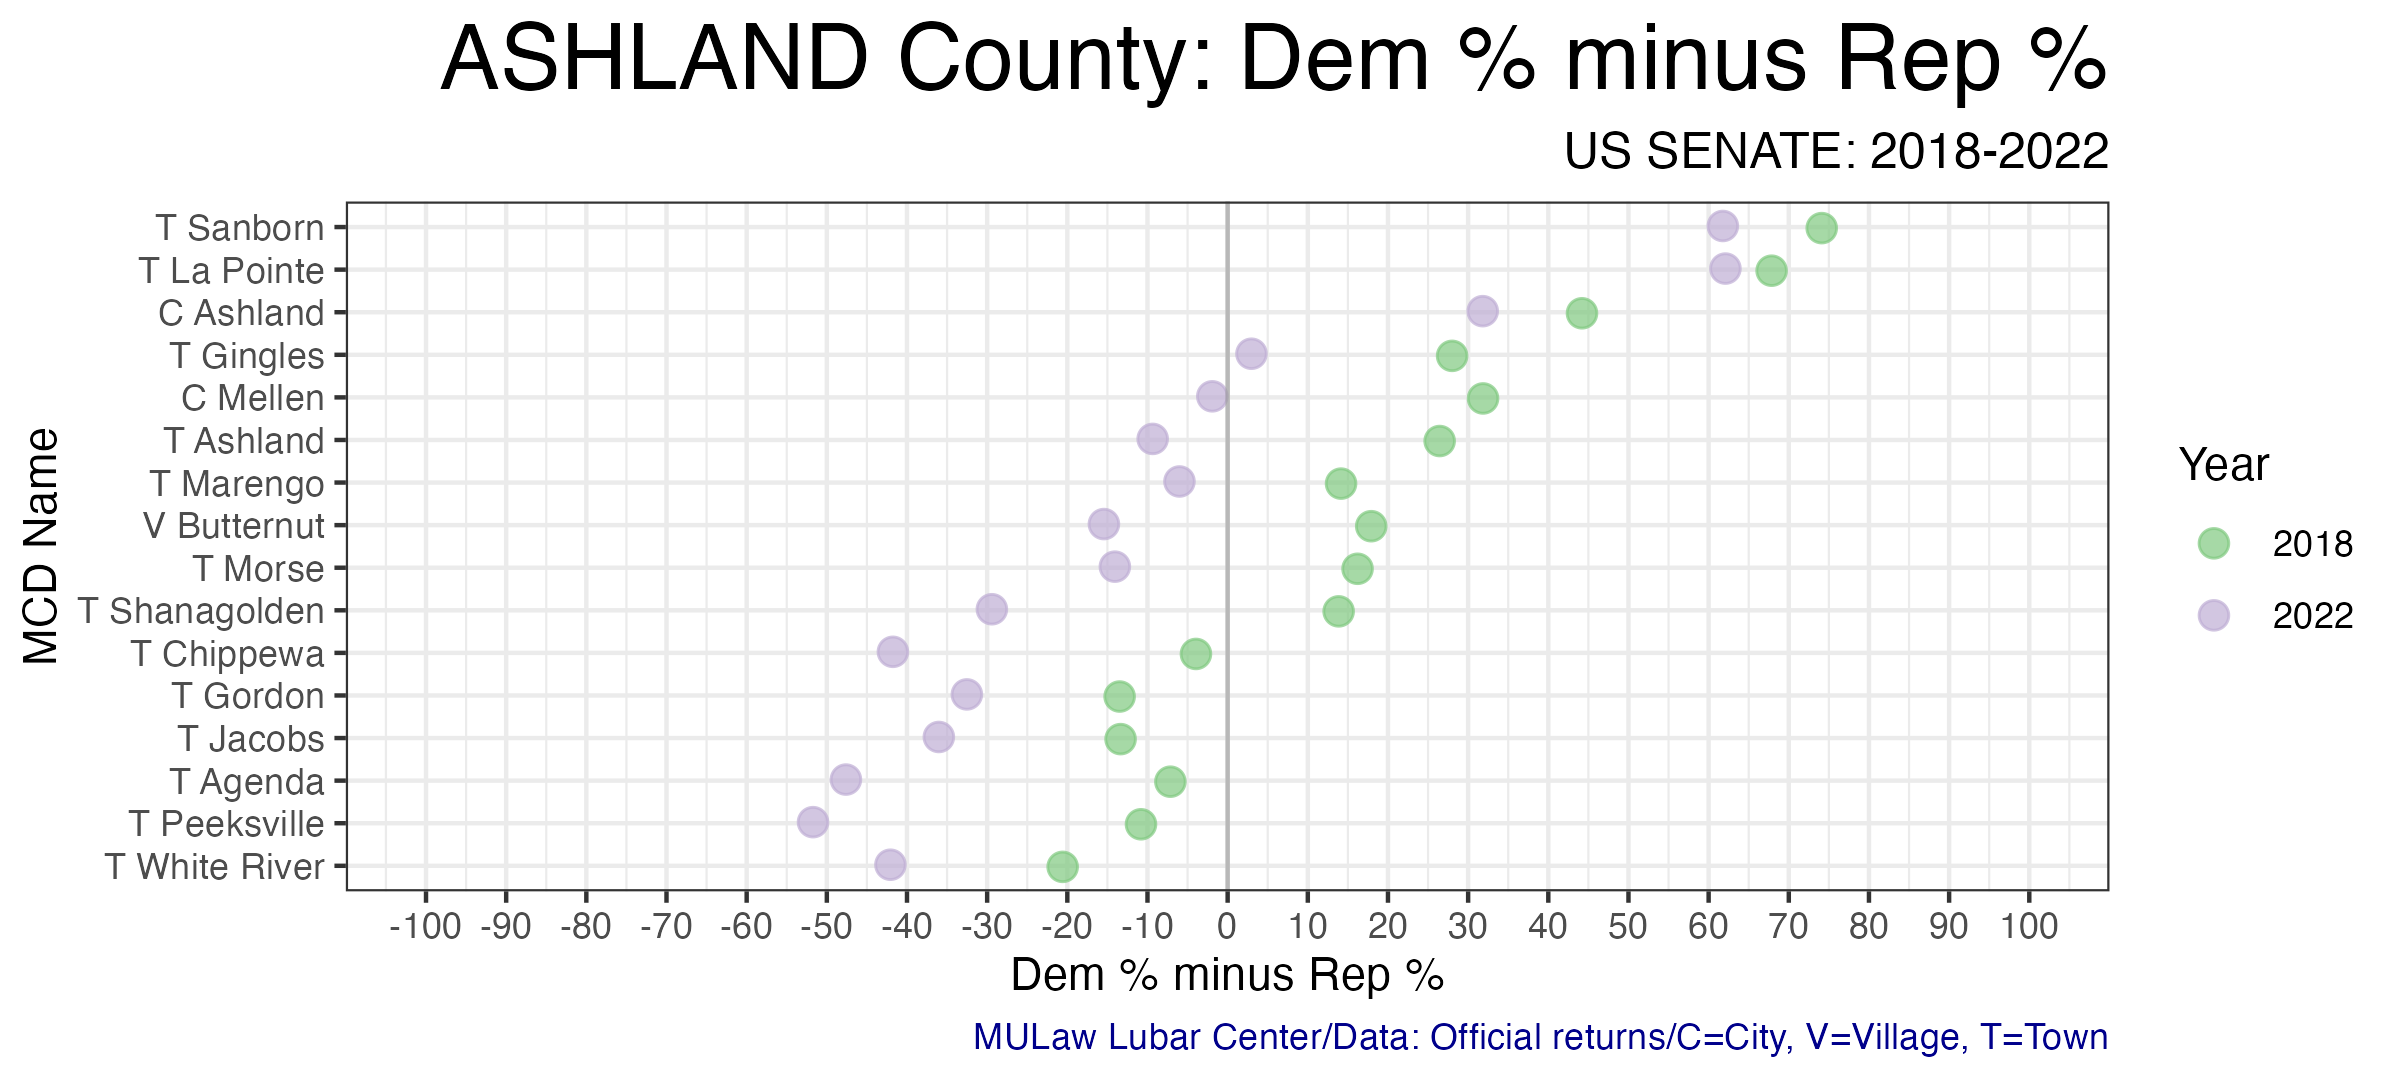 ASHLAND County: Dem % minus Rep %
US SENATE: 2018-2022
MCD Name
T Sanborn
T La Pointe
C Ashland
T Gingles
C Mellen
T Ashland
T Marengo
V Butternut
T Morse
T Shanagolden
T Chippewa
T Gordon
T Jacobs
T Agenda
T Peeksville
T White River
-100 -90 -80 -70 -60 -50 -40 -30 -20 -10 0 10 20 30 40 50 60 70 80 90 100
Dem % minus Rep %
Year
2018
2022
MULaw Lubar Center/Data: Official returns/C=City, V=Village, T=Town